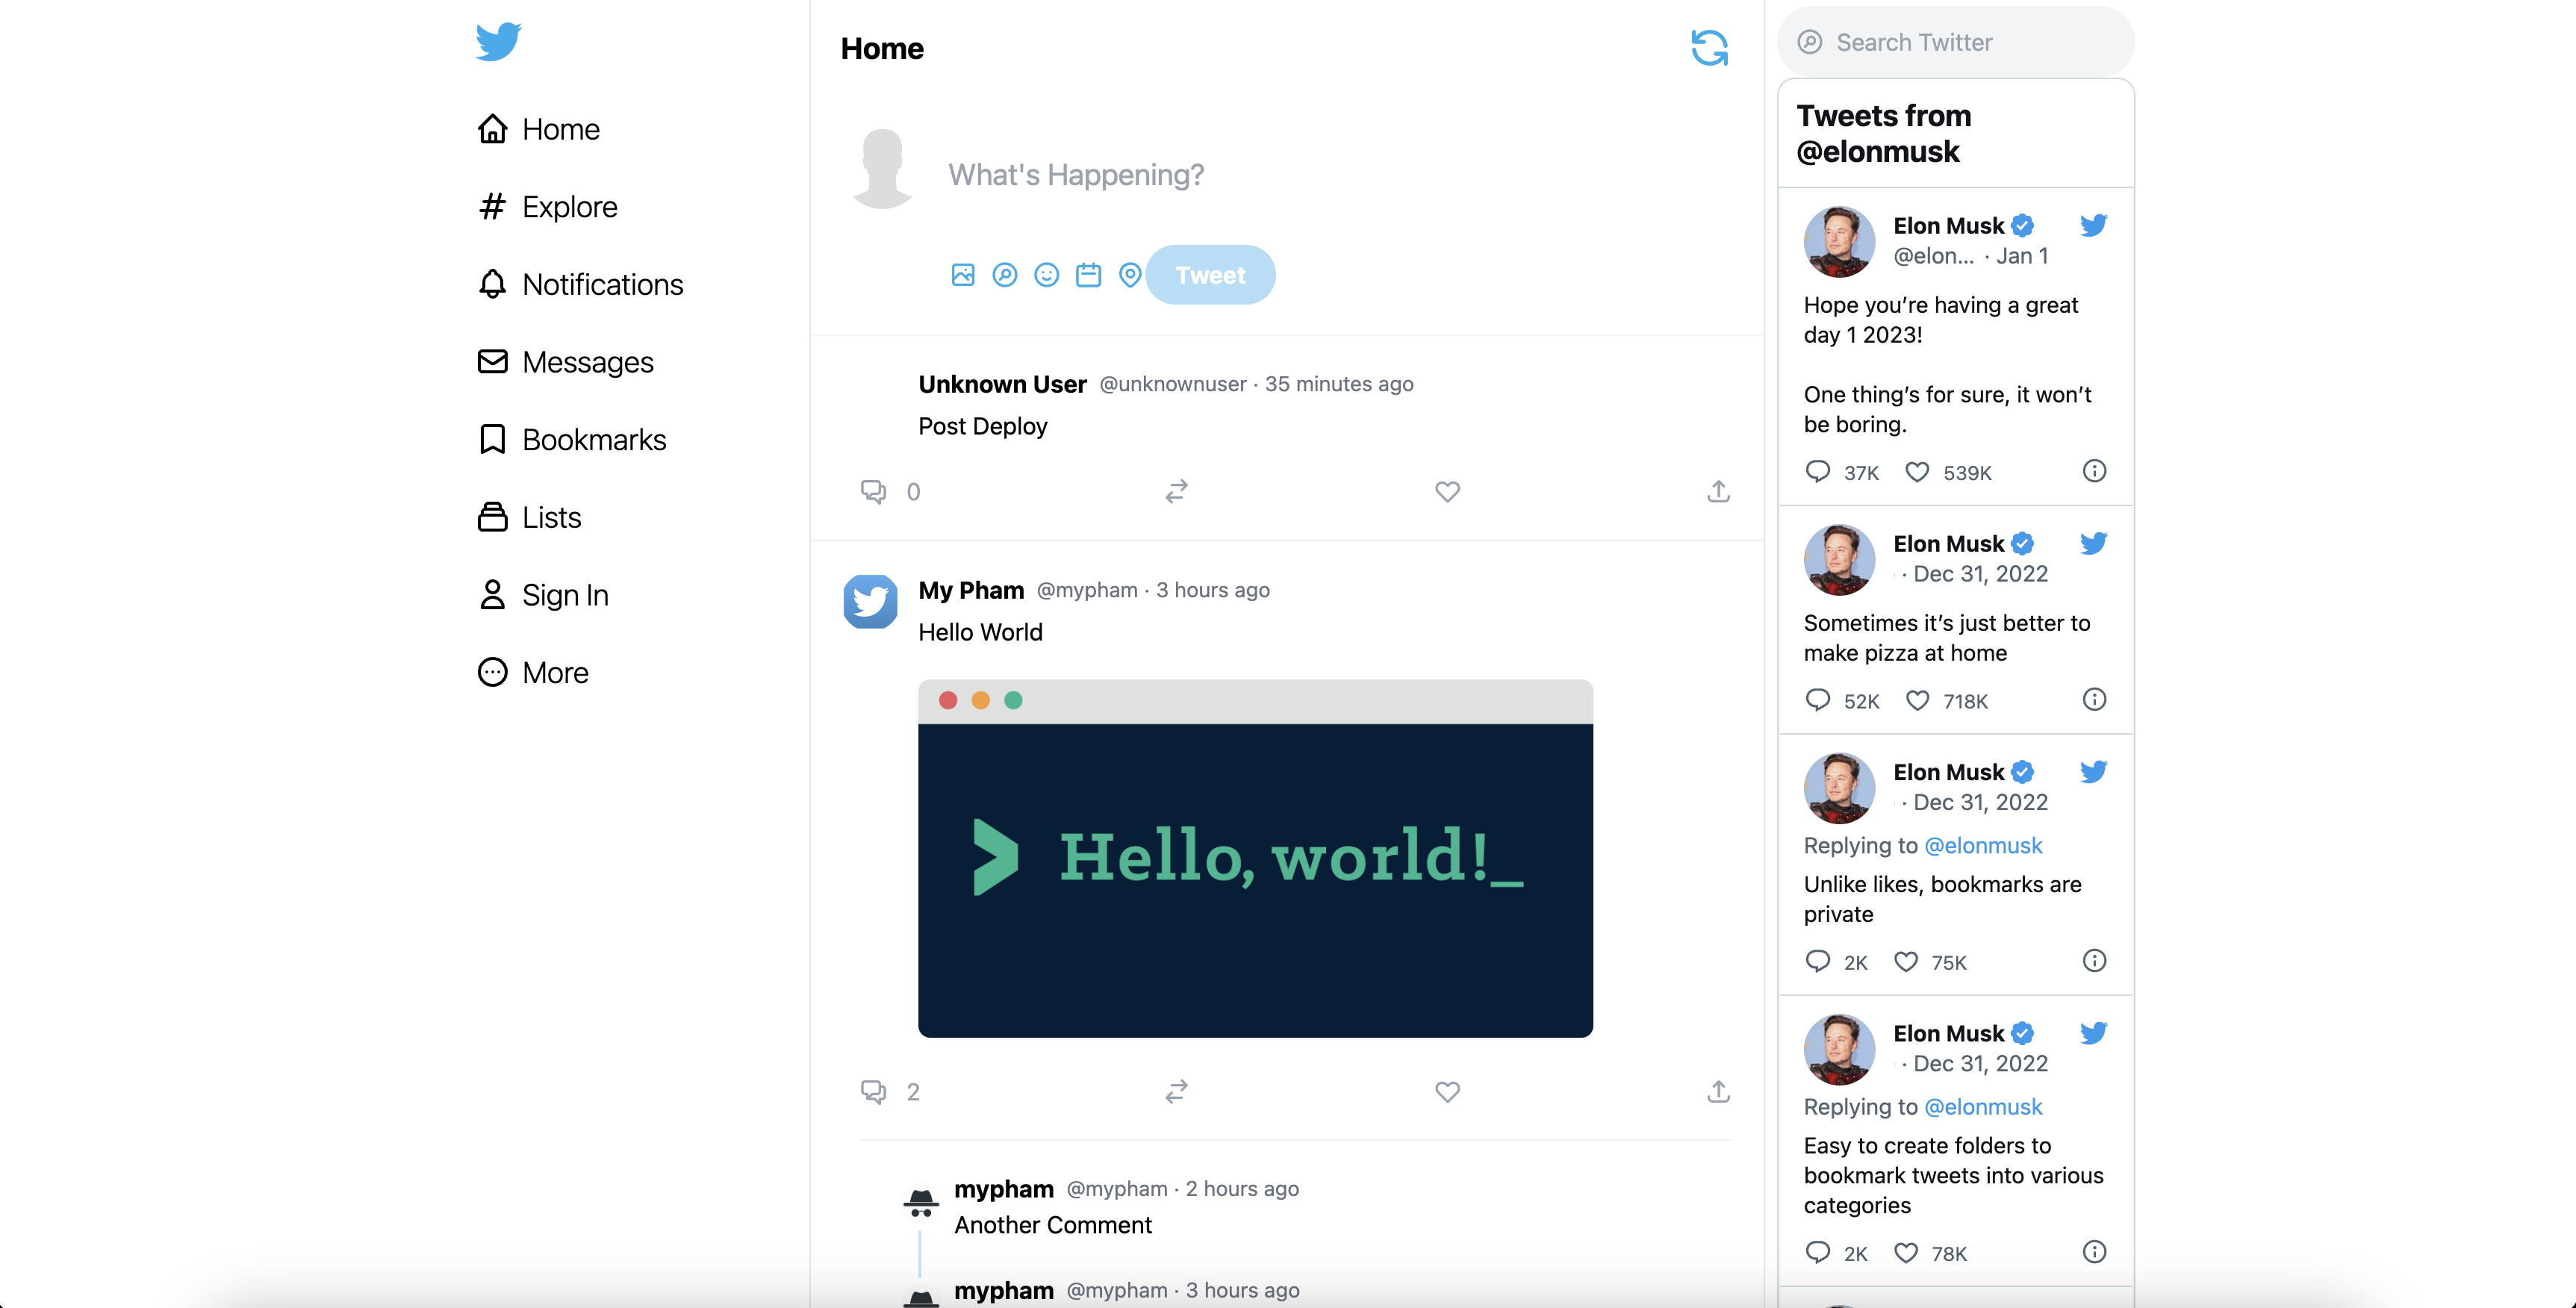 Home
Explore
Notifications
Messages
Bookmarks
Lists
Sign In
More
Home
What's Happening?
Tweet
Unknown User @unknownuser · 35 minutes ago
Post Deploy
0
My Pham @mypham · 3 hours ago
Hello World
> Hello, world!_
2
mypham @mypham · 2 hours ago
Another Comment
mypham @mypham · 3 hours ago
Search Twitter
Tweets from
@elonmusk
Elon Musk
@elon... · Jan 1
Hope you’re having a great
day 1 2023!
One thing’s for sure, it won’t
be boring.
37K 539K
Elon Musk
· Dec 31, 2022
Sometimes it’s just better to
make pizza at home
52K 718K
Elon Musk
· Dec 31, 2022
Replying to @elonmusk
Unlike likes, bookmarks are
private
2K 75K
Elon Musk
· Dec 31, 2022
Replying to @elonmusk
Easy to create folders to
bookmark tweets into various
categories
2K 78K